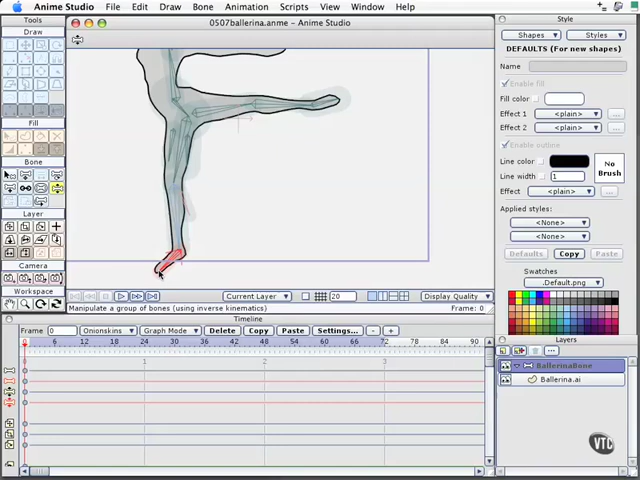 Anime Studio File Edit Draw Bone Animation Scripts View Window Help
Tools
Draw
Fill
Bone
Layer
Camera
Workspace
0507ballerina.anme - Anime Studio
Current Layer
20
Display Quality
Manipulate a group of bones (using inverse kinematics)
Frame: 0
Style
Shapes
Styles
DEFAULTS (For new shapes)
Name
Enable fill
Fill color
Effect 1
<plain>
...
Effect 2
<plain>
...
Enable outline
Line color
Line width
1
No Brush
Effect
<plain>
...
Applied styles:
<None>
<None>
Defaults
Copy
Swatches
.Default.png
...
Layers
BallerinaBone
Ballerina.ai
VTC
Timeline
Frame 0 Onionskins Graph Mode Delete Copy Paste Settings... - +
0 6 12 18 24 30 36 42 48 54 60 66 72 78 84 90
0 1 2 3